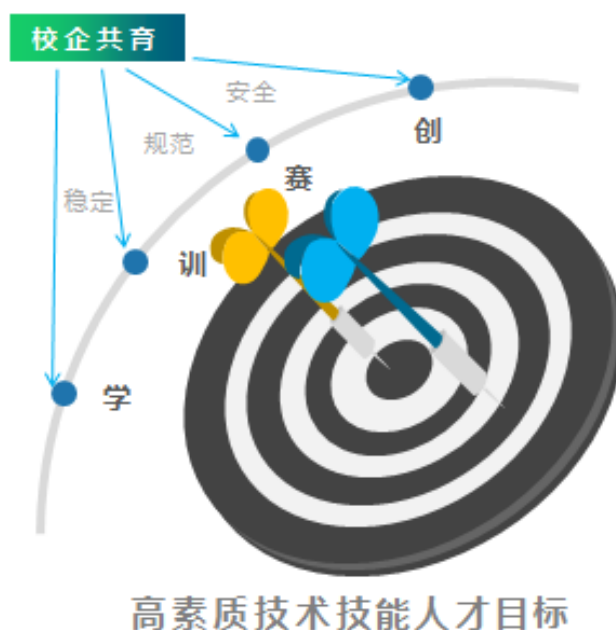 校企共育
安全
创
规范
赛
稳定
训
学
高素质技术技能人才目标